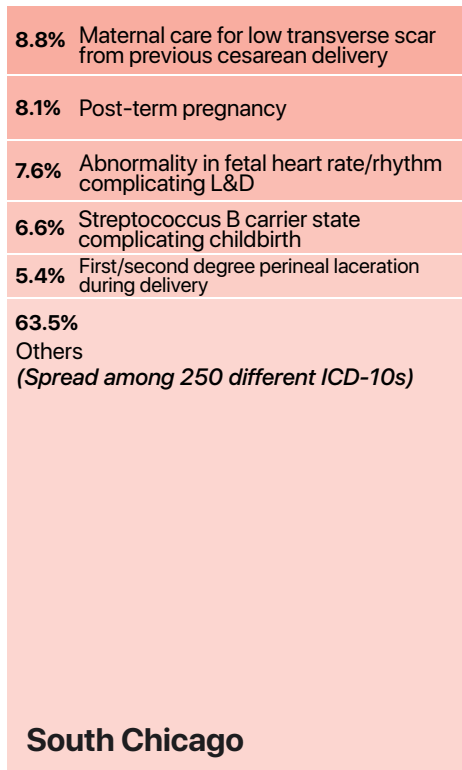 8.8% Maternal care for low transverse scar
from previous cesarean delivery
8.1% Post-term pregnancy
7.6% Abnormality in fetal heart rate/rhythm
complicating L&D
6.6% Streptococcus B carrier state
complicating childbirth
5.4% First/second degree perineal laceration
during delivery
63.5%
Others
(Spread among 250 different ICD-10s)
South Chicago